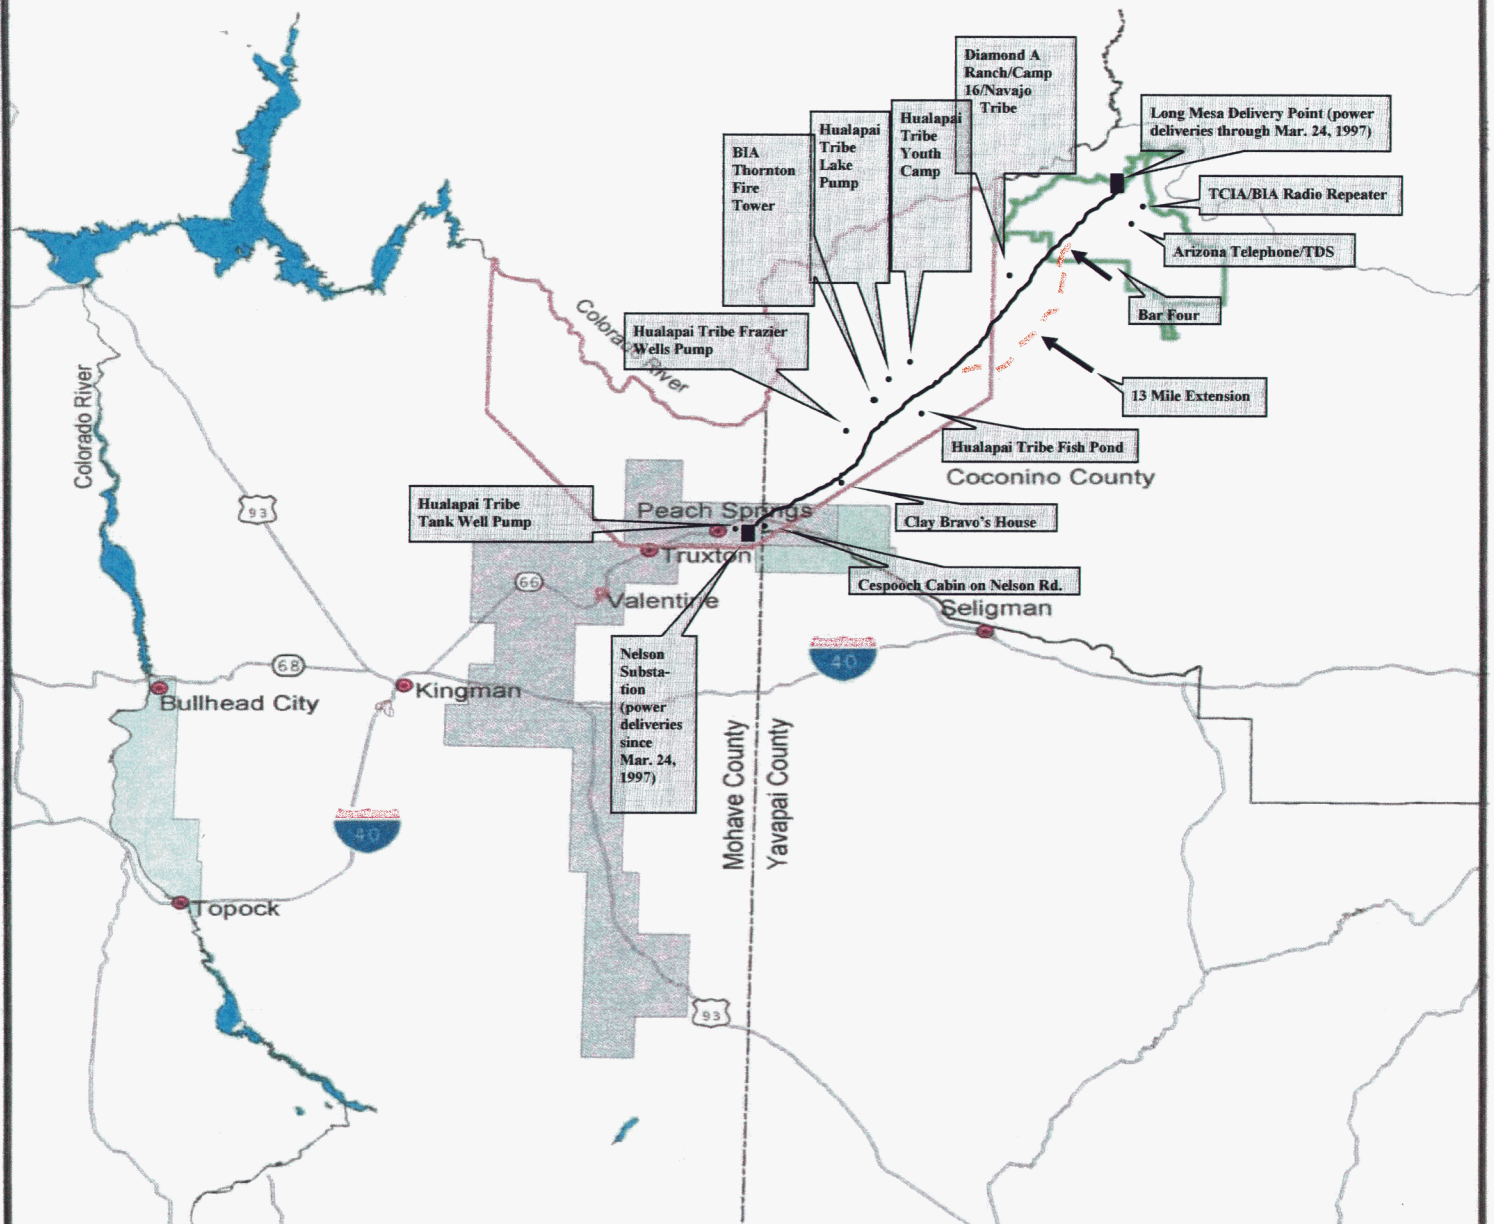 Diamond A
Ranch/Camp
16/Navajo
Tribe
Hualapai
Tribe
Youth
Camp
Hualapai
Tribe
Lake
Pump
BIA
Thornton
Fire
Tower
Long Mesa Delivery Point (power
deliveries through Mar. 24, 1997)
TCIA/BIA Radio Repeater
Arizona Telephone/TDS
Bar Four
Hualapai Tribe Frazier
Wells Pump
Colorado River
Colorado River
13 Mile Extension
Hualapai Tribe Fish Pond
Coconino County
93
Hualapai Tribe
Tank Well Pump
Peach Springs
Clay Bravo's House
Truxton
66
Valentine
Cespooch Cabin on Nelson Rd.
Seligman
Nelson
Substa-
tion
(power
deliveries
since
Mar. 24,
1997)
40
68
Kingman
Bullhead City
Mohave County
Yavapai County
40
Topock
93